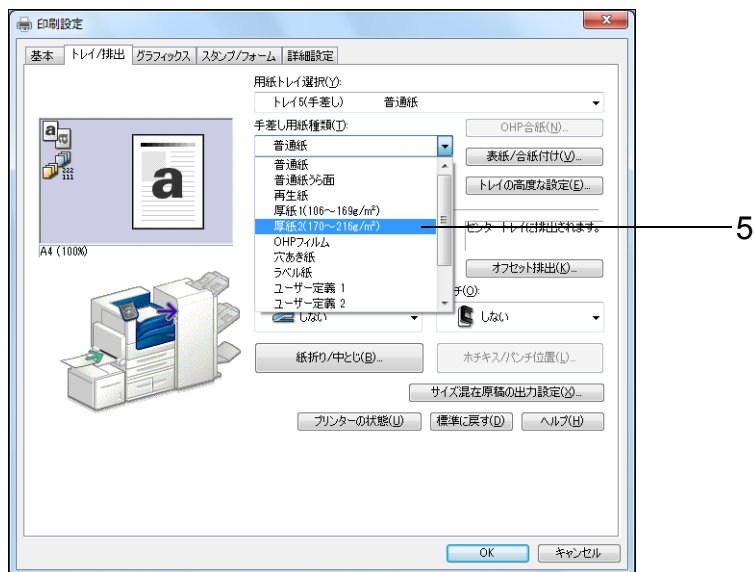 印刷設定
基本 トレイ/排出 グラフィックス スタンプ/フォーム 詳細設定
用紙トレイ選択(Y):
トレイ5(手差し) 普通紙
手差し用紙種類(T):
普通紙
OHP合紙(N)...
表紙/合紙付け(V)...
トレイの高度な設定(E)...
普通紙
普通紙うら面
再生紙
厚紙1(106～169g/m²)
厚紙2(170～216g/m²)
OHPフィルム
穴あき紙
ラベル紙
ユーザー定義 1
ユーザー定義 2
5
センタートレイに排出されます。
オフセット排出(K)...
チ(O):
しない
しない
a
a
222
111
a
A4 (100%)
紙折り/中とじ(B)...
ホチキス/パンチ位置(L)...
サイズ混在原稿の出力設定(X)...
プリンターの状態(U)
標準に戻す(D)
ヘルプ(H)
OK
キャンセル